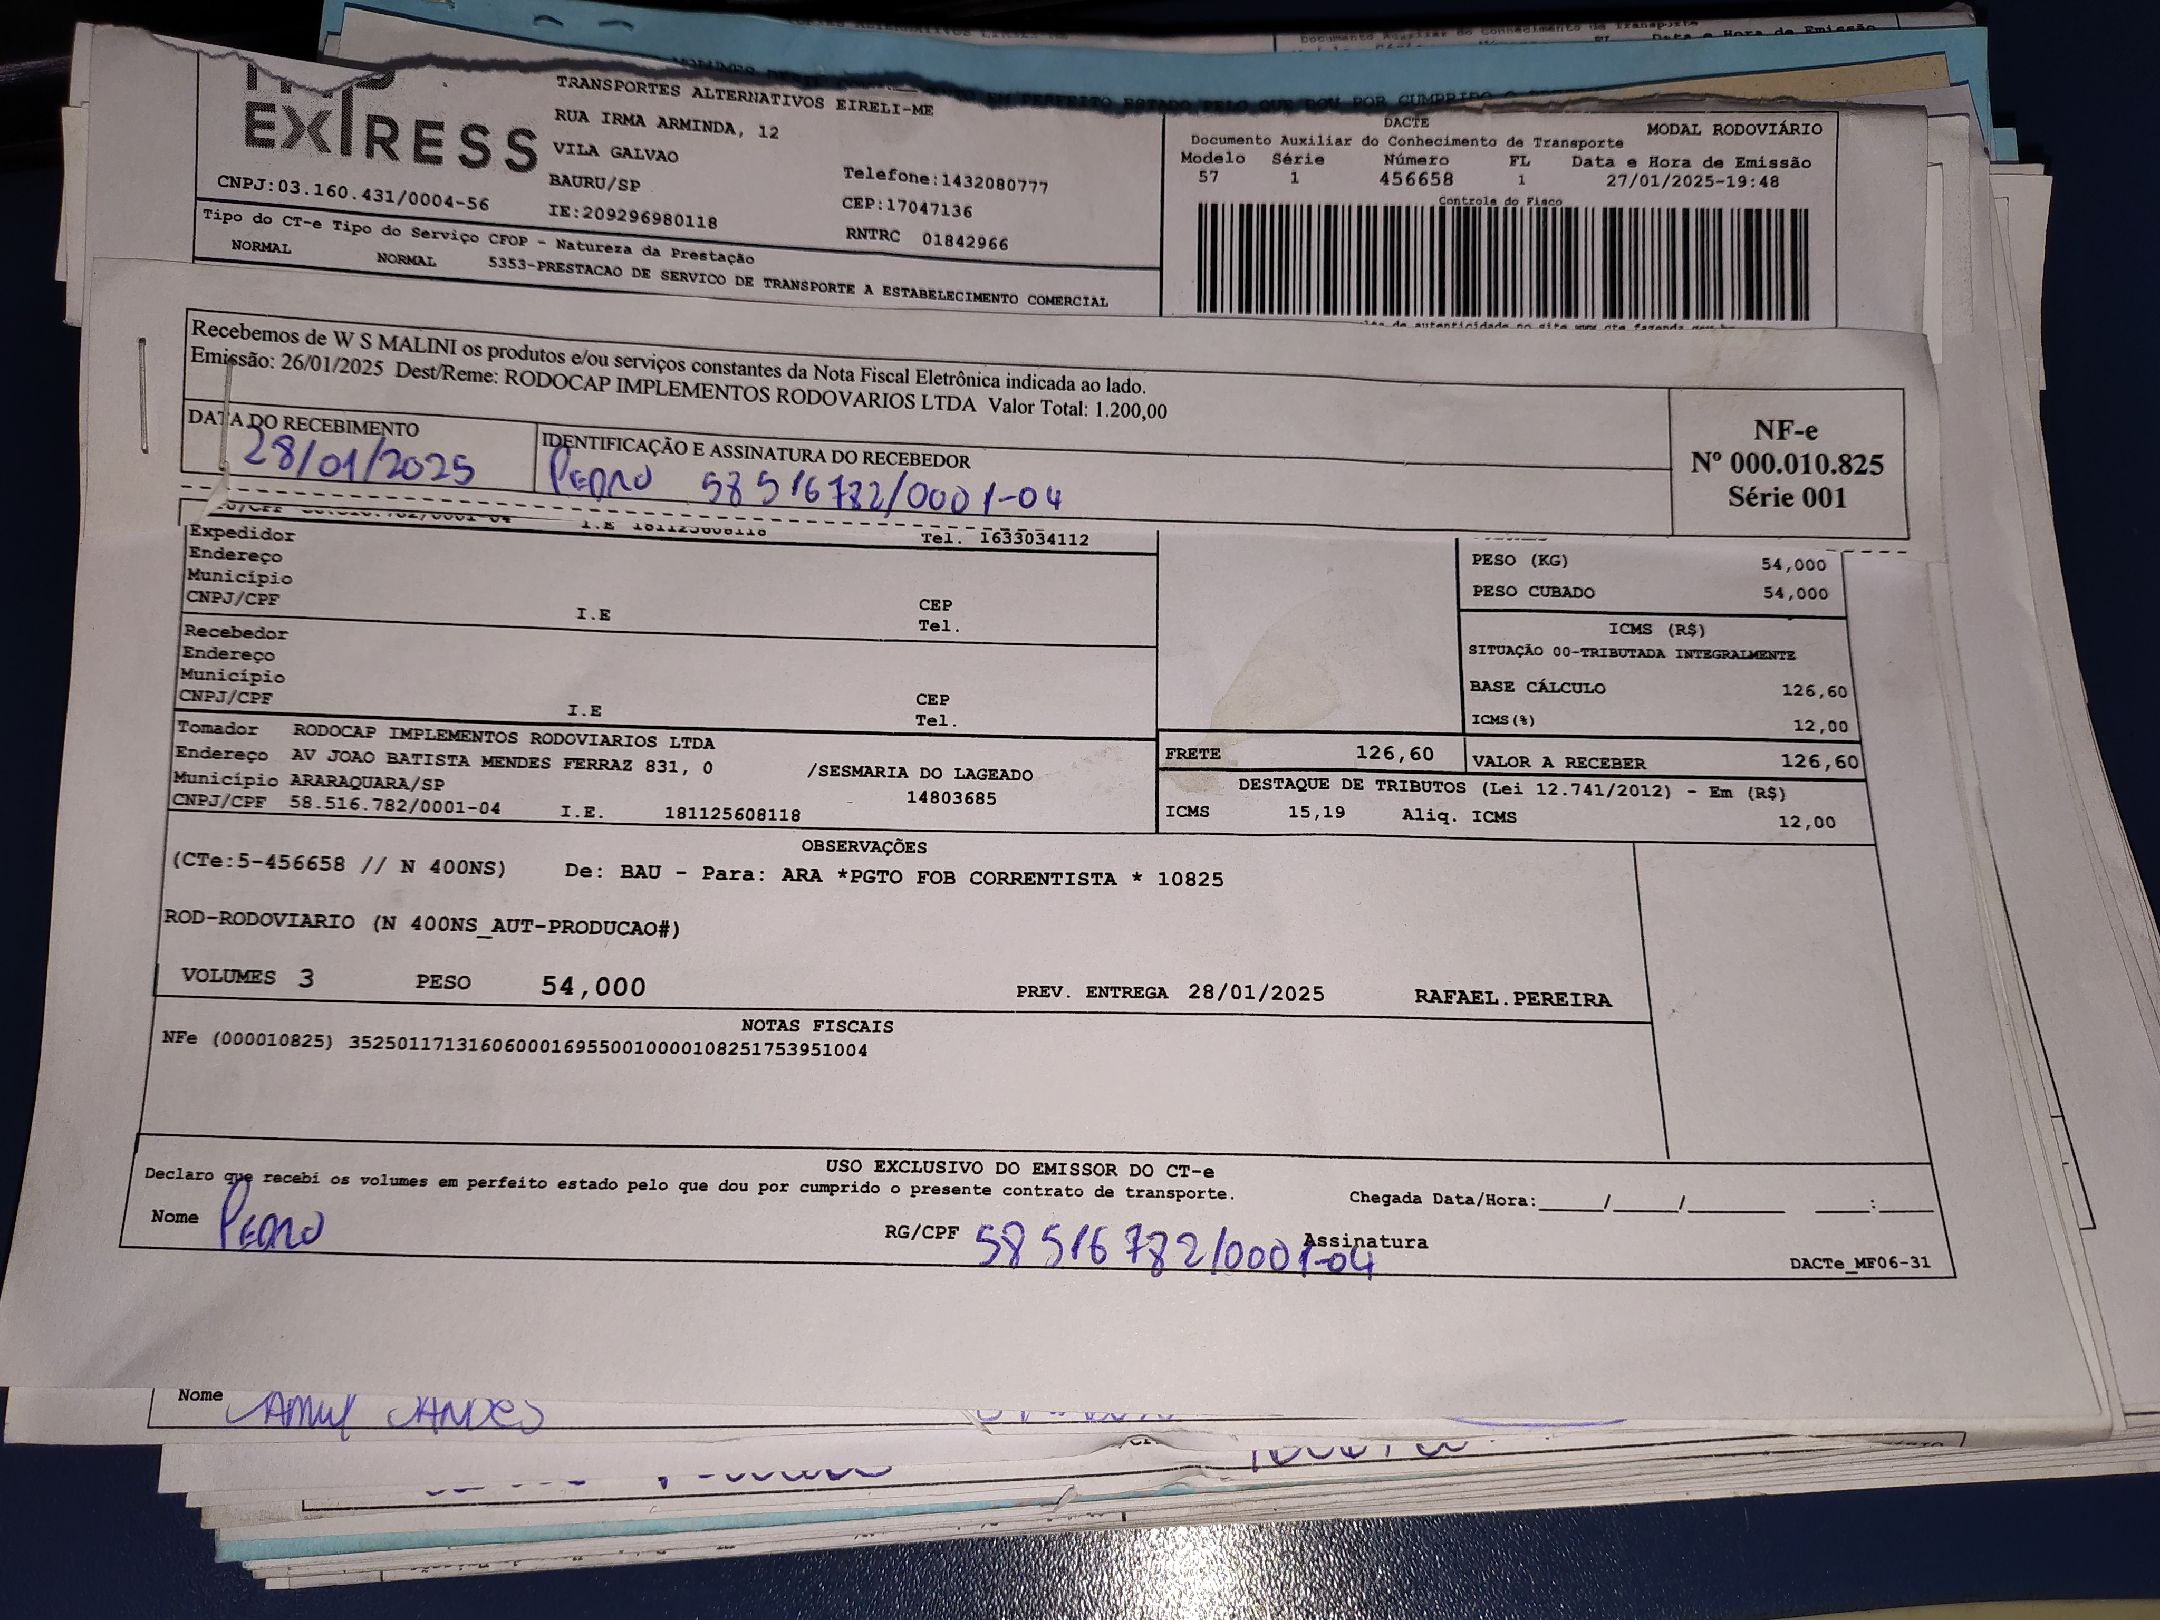 EXPRESS
TRANSPORTES ALTERNATIVOS EIRELI-ME
RUA IRMA ARMINDA, 12
VILA GALVAO
BAURU/SP
IE:209296980118
CNPJ:03.160.431/0004-56
Telefone:1432080777
CEP:17047136
RNTRC 01842966
Tipo do CT-e Tipo do Serviço CFOP - Natureza da Prestação
NORMAL NORMAL 5353-PRESTACAO DE SERVICO DE TRANSPORTE A ESTABELECIMENTO COMERCIAL
DACTE
Documento Auxiliar do Conhecimento de Transporte
MODAL RODOVIÁRIO
Modelo Série Número FL Data e Hora de Emissão
57 1 456658 1 27/01/2025-19:48
Controle do Fisco
Recebemos de W S MALINI os produtos e/ou serviços constantes da Nota Fiscal Eletrônica indicada ao lado.
Emissão: 26/01/2025 Dest/Reme: RODOCAP IMPLEMENTOS RODOVARIOS LTDA Valor Total: 1.200,00
DATA DO RECEBIMENTO
28/01/2025
IDENTIFICAÇÃO E ASSINATURA DO RECEBEDOR
PEDRO 58516782/0001-04
NF-e
Nº 000.010.825
Série 001
I.E 181125608118 Tel. 1633034112
Expedidor
Endereço
Município
CNPJ/CPF I.E CEP
Tel.
Recebedor
Endereço
Município
CNPJ/CPF I.E CEP
Tel.
Tomador RODOCAP IMPLEMENTOS RODOVIARIOS LTDA
Endereço AV JOAO BATISTA MENDES FERRAZ 831, 0 /SESMARIA DO LAGEADO
Município ARARAQUARA/SP 14803685
CNPJ/CPF 58.516.782/0001-04 I.E. 181125608118
PESO (KG) 54,000
PESO CUBADO 54,000
ICMS (R$)
SITUAÇÃO 00-TRIBUTADA INTEGRALMENTE
BASE CÁLCULO 126,60
ICMS(%) 12,00
FRETE 126,60 VALOR A RECEBER 126,60
DESTAQUE DE TRIBUTOS (Lei 12.741/2012) - Em (R$)
ICMS 15,19 Aliq. ICMS 12,00
OBSERVAÇÕES
(CTe:5-456658 // N 400NS) De: BAU - Para: ARA *PGTO FOB CORRENTISTA * 10825
ROD-RODOVIARIO (N 400NS_AUT-PRODUCAO#)
VOLUMES 3 PESO 54,000 PREV. ENTREGA 28/01/2025 RAFAEL.PEREIRA
NOTAS FISCAIS
NFe (000010825) 35250117131606000169550010000108251753951004
USO EXCLUSIVO DO EMISSOR DO CT-e
Declaro que recebi os volumes em perfeito estado pelo que dou por cumprido o presente contrato de transporte.
Chegada Data/Hora:_____/_____/_______ ____:____
Nome PEDRO RG/CPF 58516782/0001-04 Assinatura
DACTe_MF06-31
Nome